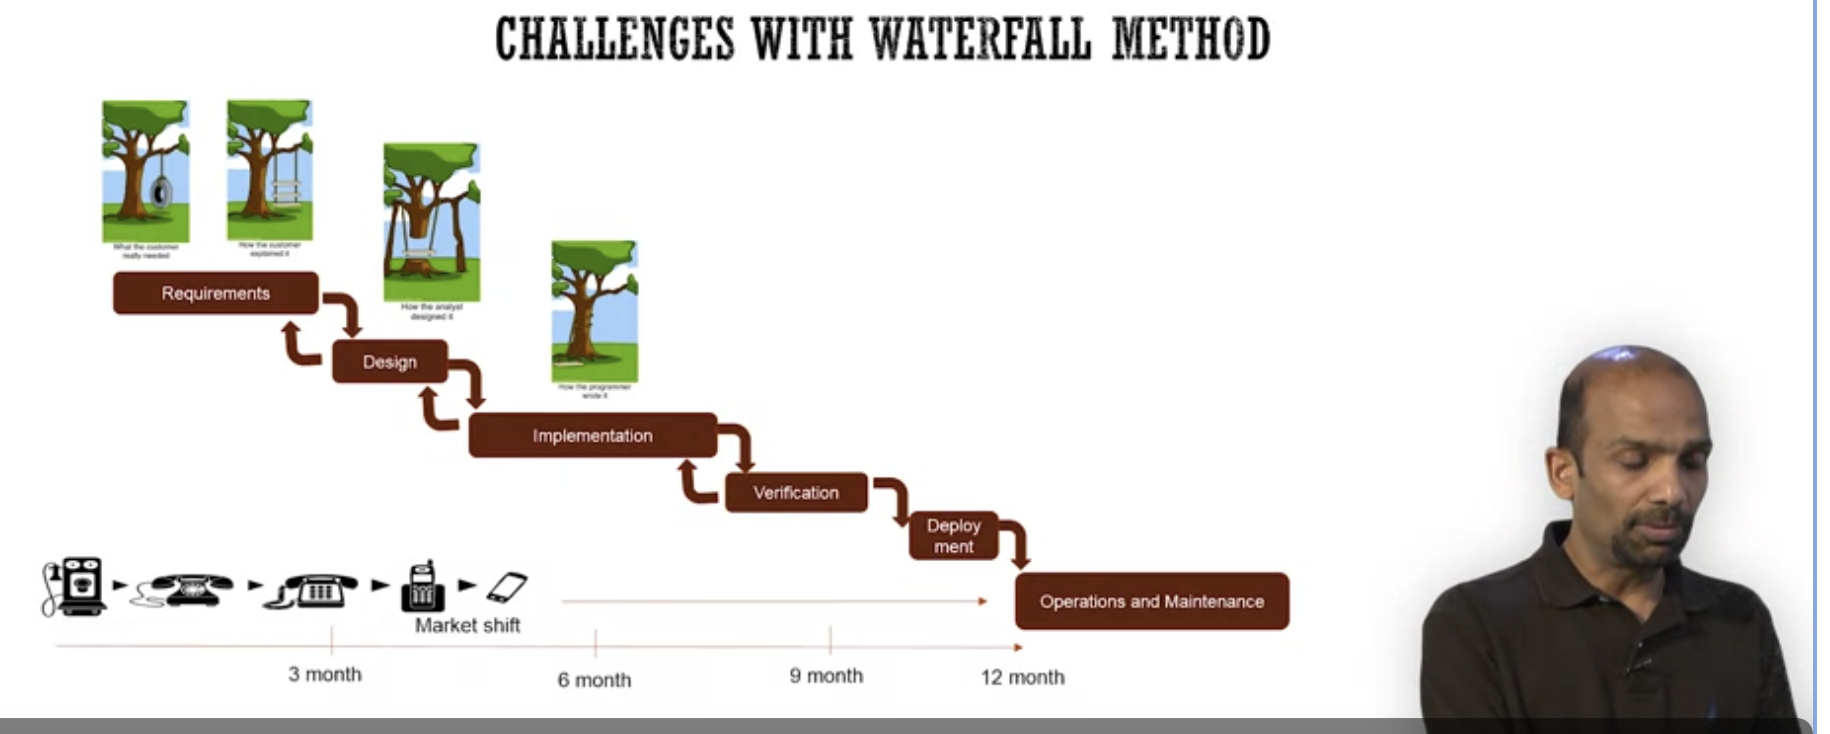 CHALLENGES WITH WATERFALL METHOD
What the customer
really needed
How the customer
explained it
How the analyst
designed it
How the programmer
wrote it
Requirements
Design
Implementation
Verification
Deploy
ment
Operations and Maintenance
Market shift
3 month
6 month
9 month
12 month